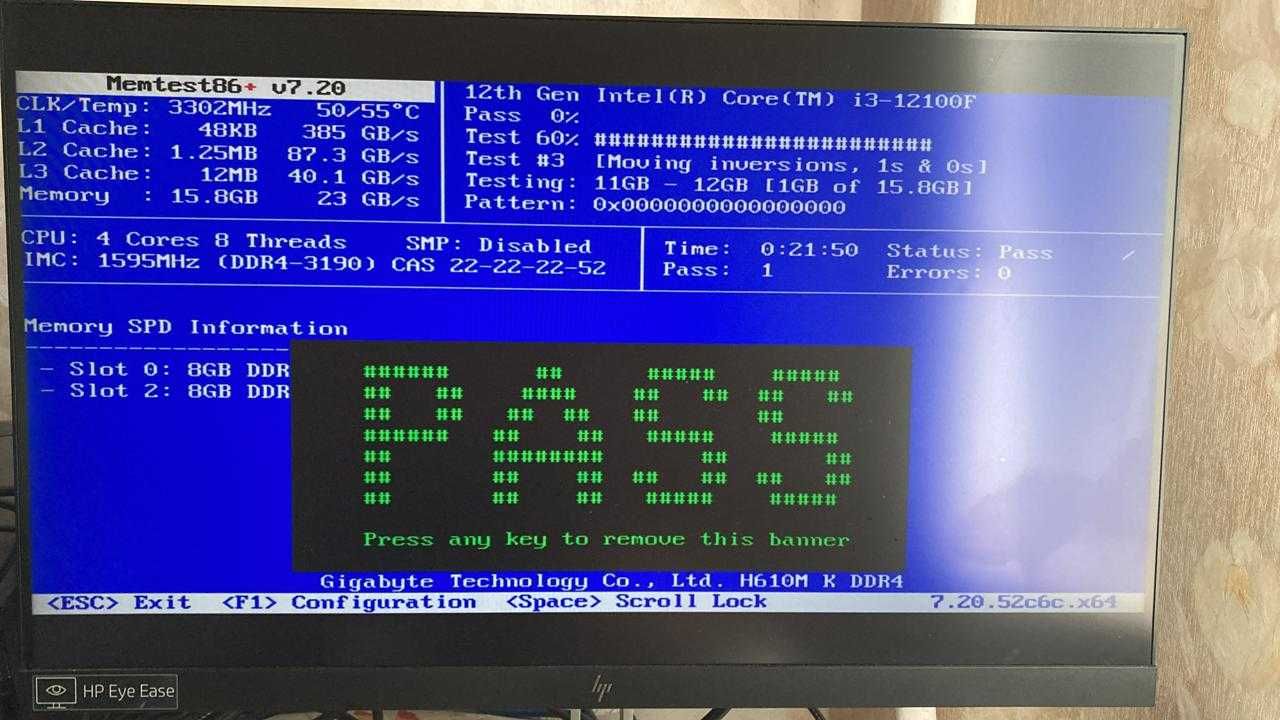 Memtest86+ v7.20
CLK/Temp: 3302MHz 50/55°C
L1 Cache: 48KB 385 GB/s
L2 Cache: 1.25MB 87.3 GB/s
L3 Cache: 12MB 40.1 GB/s
Memory : 15.8GB 23 GB/s
12th Gen Intel(R) Core(TM) i3-12100F
Pass 0%
Test 60% ########################
Test #3 [Moving inversions, 1s & 0s]
Testing: 11GB - 12GB [1GB of 15.8GB]
Pattern: 0x0000000000000000
CPU: 4 Cores 8 Threads SMP: Disabled
IMC: 1595MHz (DDR4-3190) CAS 22-22-22-52
Time: 0:21:50 Status: Pass /
Pass: 1 Errors: 0
Memory SPD Information
- Slot 0: 8GB DDR
- Slot 2: 8GB DDR
PASS
Press any key to remove this banner
Gigabyte Technology Co., Ltd. H610M K DDR4
<ESC> Exit <F1> Configuration <Space> Scroll Lock 7.20.52c6c.x64
HP Eye Ease
hp